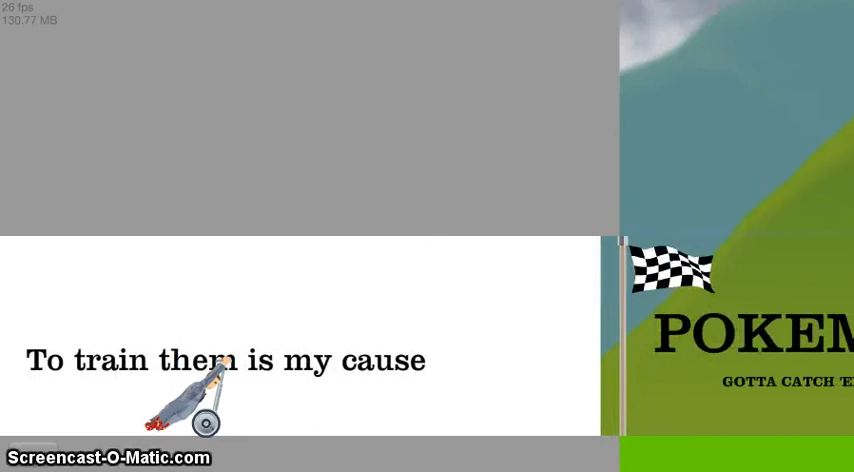 26 fps
130.77 MB
To train them is my cause
POKEM
GOTTA CATCH 'E
Screencast-O-Matic.com